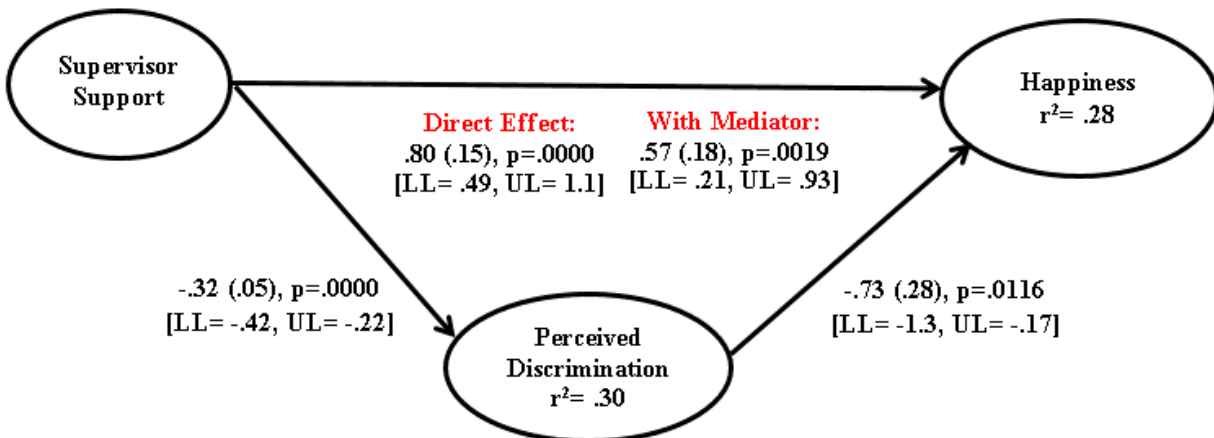 Supervisor
Support
Happiness
r²= .28
Direct Effect:
.80 (.15), p=.0000
[LL= .49, UL= 1.1]
With Mediator:
.57 (.18), p=.0019
[LL= .21, UL= .93]
-.32 (.05), p=.0000
[LL= -.42, UL= -.22]
-.73 (.28), p=.0116
[LL= -1.3, UL= -.17]
Perceived
Discrimination
r²= .30